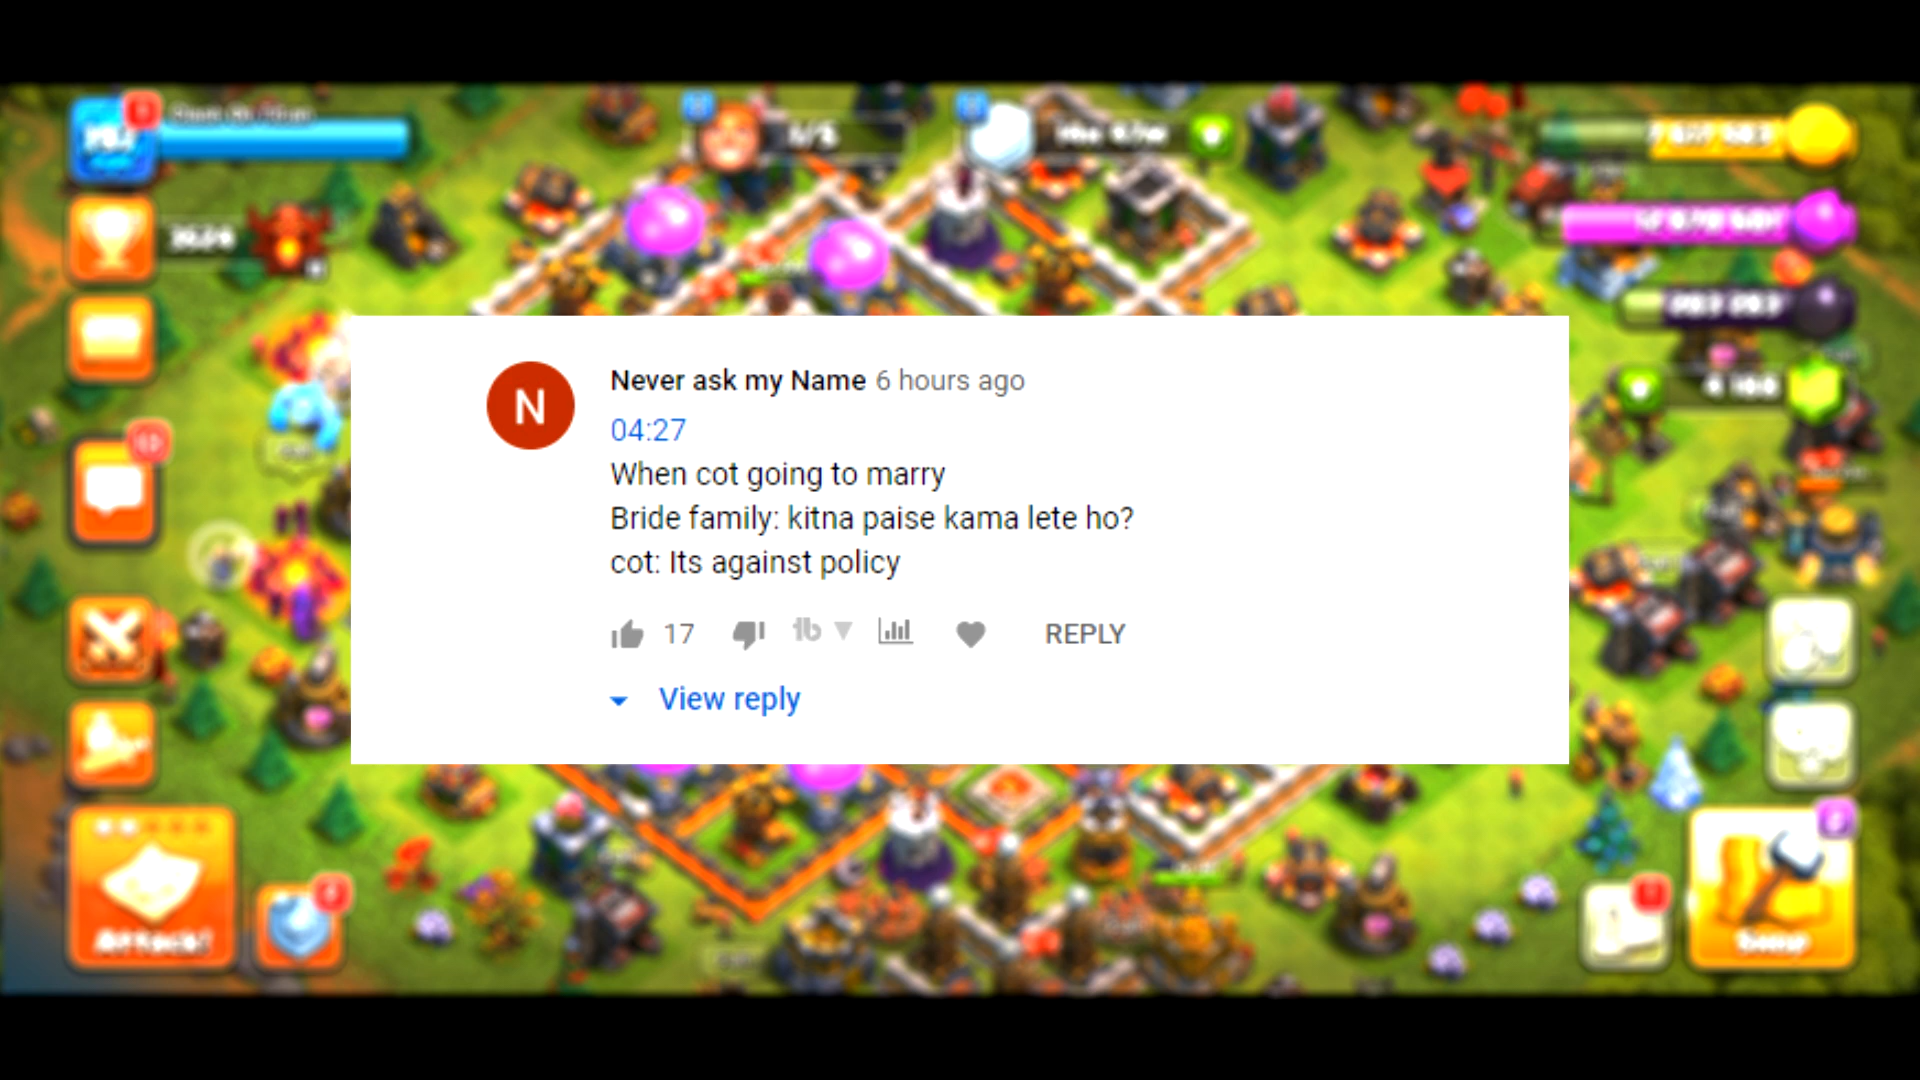 Never ask my Name 6 hours ago
04:27
When cot going to marry
Bride family: kitna paise kama lete ho?
cot: Its against policy
17
REPLY
View reply
Attack!